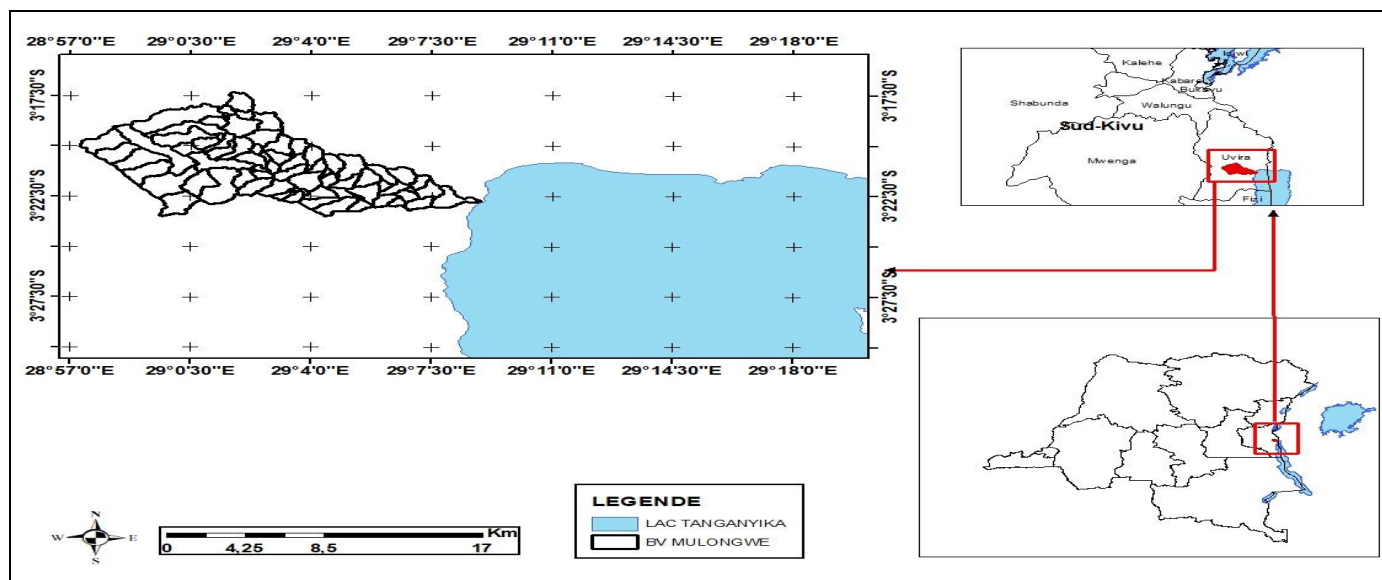 28°57'0"E 29°0'30"E 29°4'0"E 29°7'30"E 29°11'0"E 29°14'30"E 29°18'0"E
3°17'30"S 3°17'30"S
3°22'30"S 3°22'30"S
3°27'30"S 3°27'30"S
28°57'0"E 29°0'30"E 29°4'0"E 29°7'30"E 29°11'0"E 29°14'30"E 29°18'0"E
Kalehe
Kabare
Bukavu
Shabunda
Walungu
Sud-Kivu
Mwenga
Uvira
Fizi
N
W E
S
Km
0 4,25 8,5 17
LEGENDE
LAC TANGANYIKA
BV MULONGWE